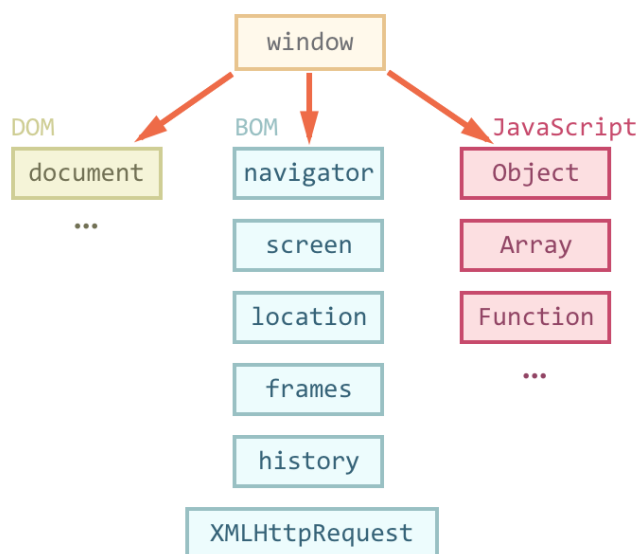 window
DOM
document
...
BOM
navigator
screen
location
frames
history
XMLHttpRequest
JavaScript
Object
Array
Function
...